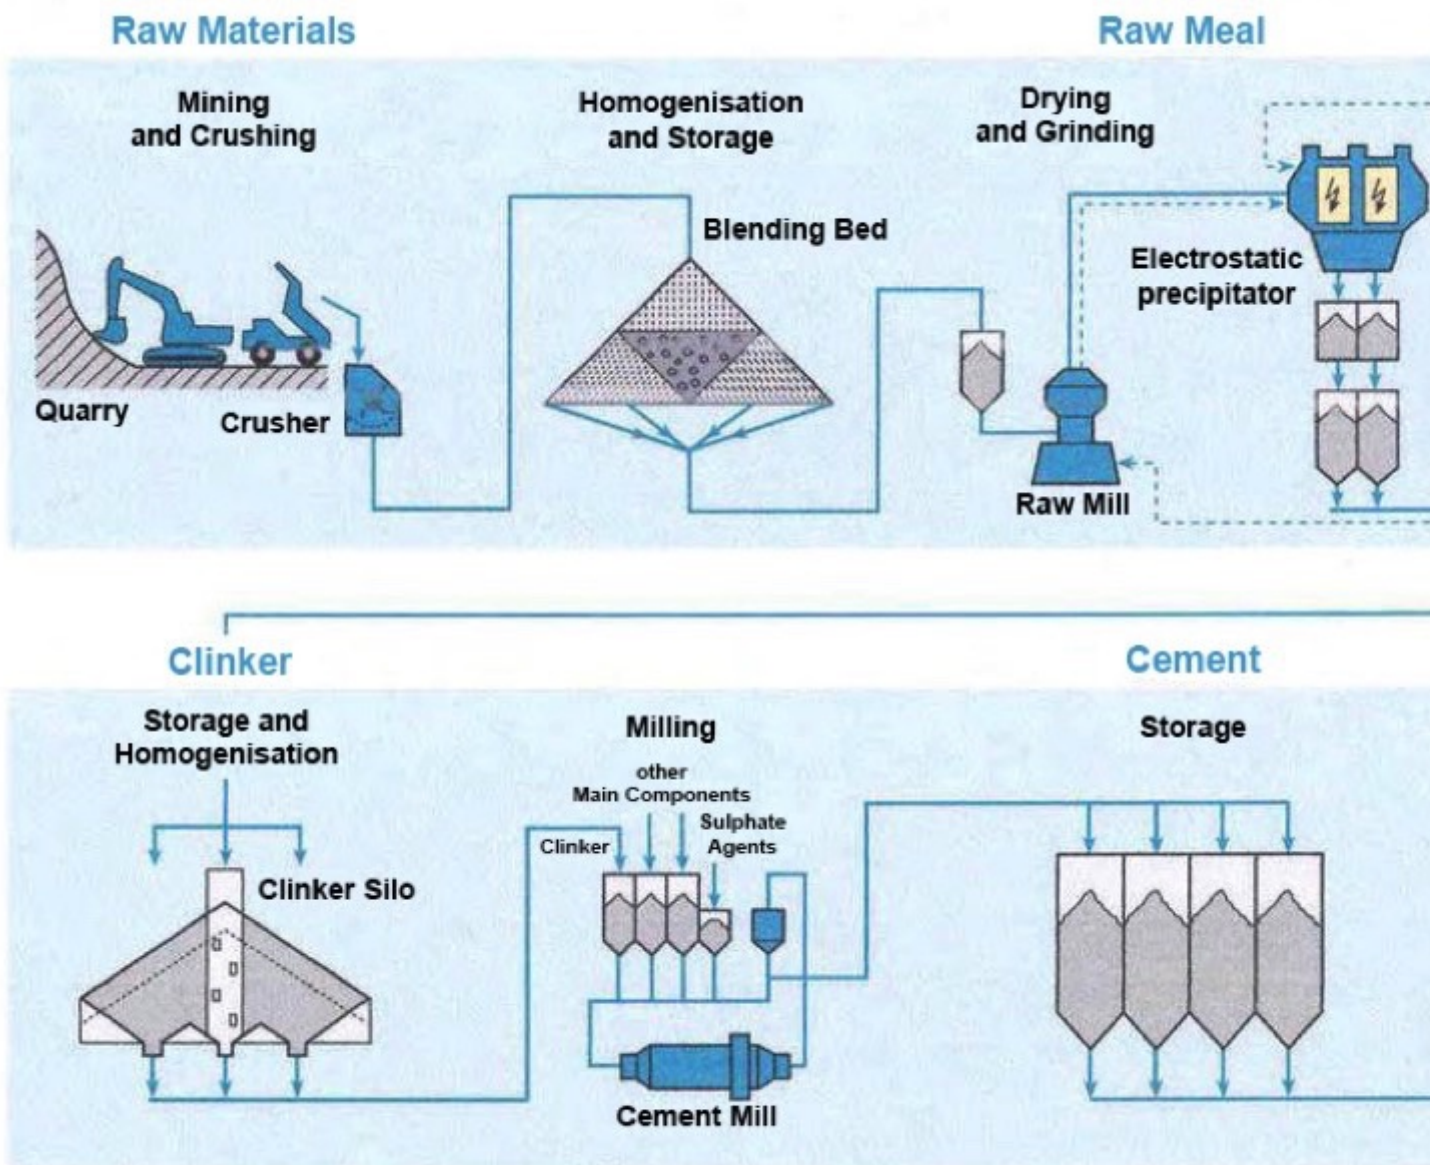 Raw Materials
Raw Meal
Mining
and Crushing
Homogenisation
and Storage
Drying
and Grinding
Blending Bed
Electrostatic
precipitator
Quarry
Crusher
Raw Mill
Clinker
Cement
Storage and
Homogenisation
Milling
Storage
other
Main Components
Sulphate
Agents
Clinker
Clinker Silo
Cement Mill